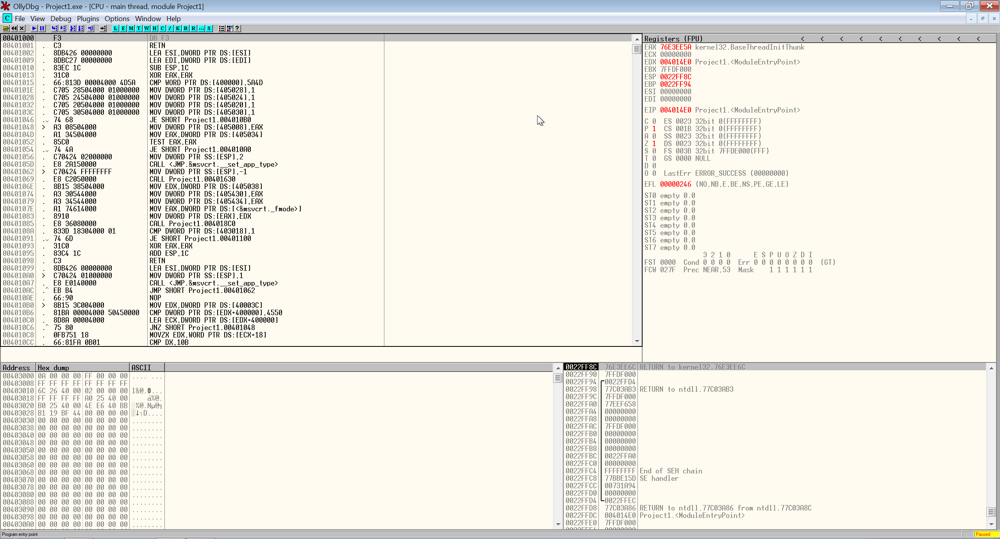 OllyDbg - Project1.exe - [CPU - main thread, module Project1]
C File View Debug Plugins Options Window Help
L E M T W H C / K B R ... S ?
00401000 F3 DB F3
00401001 . C3 RETN
00401002 . 8DB426 00000000 LEA ESI,DWORD PTR DS:[ESI]
00401009 . 8DBC27 00000000 LEA EDI,DWORD PTR DS:[EDI]
00401010 . 83EC 1C SUB ESP,1C
00401013 . 31C0 XOR EAX,EAX
00401015 . 66:813D 00004000 4D5A CMP WORD PTR DS:[400000],5A4D
0040101E . C705 28504000 01000000 MOV DWORD PTR DS:[405028],1
00401028 . C705 24504000 01000000 MOV DWORD PTR DS:[405024],1
00401032 . C705 20504000 01000000 MOV DWORD PTR DS:[405020],1
0040103C . C705 30504000 01000000 MOV DWORD PTR DS:[405030],1
00401046 .v 74 68 JE SHORT Project1.004010B0
00401048 > A3 08504000 MOV DWORD PTR DS:[405008],EAX
0040104D . A1 34504000 MOV EAX,DWORD PTR DS:[405034]
00401052 . 85C0 TEST EAX,EAX
00401054 .v 74 4A JE SHORT Project1.004010A0
00401056 . C70424 02000000 MOV DWORD PTR SS:[ESP],2
0040105D . E8 2A150000 CALL <JMP.&msvcrt.__set_app_type>
00401062 > C70424 FFFFFFFF MOV DWORD PTR SS:[ESP],-1
00401069 . E8 C2050000 CALL Project1.00401630
0040106E . 8B15 38504000 MOV EDX,DWORD PTR DS:[405038]
00401074 . A3 30544000 MOV DWORD PTR DS:[405430],EAX
00401079 . A3 34544000 MOV DWORD PTR DS:[405434],EAX
0040107E . A1 74614000 MOV EAX,DWORD PTR DS:[<&msvcrt._fmode>]
00401083 . 8910 MOV DWORD PTR DS:[EAX],EDX
00401085 . E8 36080000 CALL Project1.004018C0
0040108A . 833D 18304000 01 CMP DWORD PTR DS:[403018],1
00401091 .v 74 6D JE SHORT Project1.00401100
00401093 . 31C0 XOR EAX,EAX
00401095 . 83C4 1C ADD ESP,1C
00401098 . C3 RETN
00401099 . 8DB426 00000000 LEA ESI,DWORD PTR DS:[ESI]
004010A0 > C70424 01000000 MOV DWORD PTR SS:[ESP],1
004010A7 . E8 E0140000 CALL <JMP.&msvcrt.__set_app_type>
004010AC .^ EB B4 JMP SHORT Project1.00401062
004010AE . 66:90 NOP
004010B0 > 8B15 3C004000 MOV EDX,DWORD PTR DS:[40003C]
004010B6 . 81BA 00004000 50450000 CMP DWORD PTR DS:[EDX+400000],4550
004010C0 . 8D8A 00004000 LEA ECX,DWORD PTR DS:[EDX+400000]
004010C6 .^ 75 80 JNZ SHORT Project1.00401048
004010C8 . 0FB751 18 MOVZX EDX,WORD PTR DS:[ECX+18]
004010CC . 66:81FA 0B01 CMP DX,10B
Registers (FPU) < < < < < < < < < <
EAX 76E3EE5A kernel32.BaseThreadInitThunk
ECX 00000000
EDX 004014E0 Project1.<ModuleEntryPoint>
EBX 7FFDF000
ESP 0022FF8C
EBP 0022FF94
ESI 00000000
EDI 00000000
EIP 004014E0 Project1.<ModuleEntryPoint>
C 0 ES 0023 32bit 0(FFFFFFFF)
P 1 CS 001B 32bit 0(FFFFFFFF)
A 0 SS 0023 32bit 0(FFFFFFFF)
Z 1 DS 0023 32bit 0(FFFFFFFF)
S 0 FS 003B 32bit 7FFDE000(FFF)
T 0 GS 0000 NULL
D 0
O 0 LastErr ERROR_SUCCESS (00000000)
EFL 00000246 (NO,NB,E,BE,NS,PE,GE,LE)
ST0 empty 0.0
ST1 empty 0.0
ST2 empty 0.0
ST3 empty 0.0
ST4 empty 0.0
ST5 empty 0.0
ST6 empty 0.0
ST7 empty 0.0
3 2 1 0 E S P U O Z D I
FST 0000 Cond 0 0 0 0 Err 0 0 0 0 0 0 0 0 (GT)
FCW 027F Prec NEAR,53 Mask 1 1 1 1 1 1
Address Hex dump ASCII
00403000 0A 00 00 00 FF 00 00 00 .... ...
00403008 FF FF FF FF FF FF FF FF
00403010 6C 26 40 00 02 00 00 00 l&@.☻...
00403018 FF FF FF FF A0 25 40 00 á%@.
00403020 B0 25 40 00 4E E6 40 BB ░%@.Nµ@╗
00403028 B1 19 BF 44 00 00 00 00 ▒↓┐D....
00403030 00 00 00 00 00 00 00 00 ........
00403038 00 00 00 00 00 00 00 00 ........
00403040 00 00 00 00 00 00 00 00 ........
00403048 00 00 00 00 00 00 00 00 ........
00403050 00 00 00 00 00 00 00 00 ........
00403058 00 00 00 00 00 00 00 00 ........
00403060 00 00 00 00 00 00 00 00 ........
00403068 00 00 00 00 00 00 00 00 ........
00403070 00 00 00 00 00 00 00 00 ........
00403078 00 00 00 00 00 00 00 00 ........
00403080 00 00 00 00 00 00 00 00 ........
00403088 00 00 00 00 00 00 00 00 ........
00403090 00 00 00 00 00 00 00 00 ........
00403098 00 00 00 00 00 00 00 00 ........
004030A0 00 00 00 00 00 00 00 00 ........
0022FF8C 76E3EE6C RETURN to kernel32.76E3EE6C
0022FF90 7FFDF000
0022FF94 0022FFD4
0022FF98 77C03AB3 RETURN to ntdll.77C03AB3
0022FF9C 7FFDF000
0022FFA0 77EEF658
0022FFA4 00000000
0022FFA8 00000000
0022FFAC 7FFDF000
0022FFB0 00000000
0022FFB4 00000000
0022FFB8 00000000
0022FFBC 0022FFA0
0022FFC0 00000000
0022FFC4 FFFFFFFF End of SEH chain
0022FFC8 77BBE15D SE handler
0022FFCC 00731A94
0022FFD0 00000000
0022FFD4 0022FFEC
0022FFD8 77C03A86 RETURN to ntdll.77C03A86 from ntdll.77C03A8C
0022FFDC 004014E0 Project1.<ModuleEntryPoint>
0022FFE0 7FFDF000
Program entry point
Paused